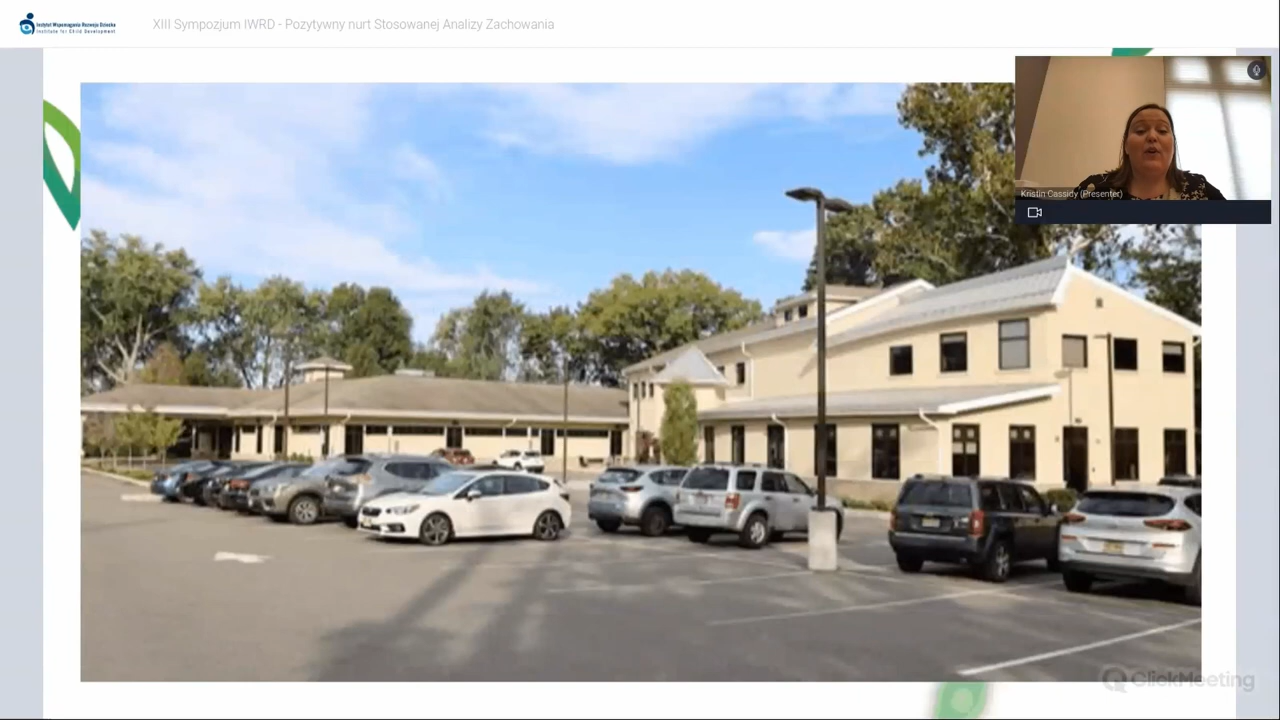 Instytut Wspomagania Rozwoju Dziecka
Institute for Child Development
XIII Sympozjum IWRD - Pozytywny nurt Stosowanej Analizy Zachowania
Kristin Cassidy (Presenter)
ClickMeeting